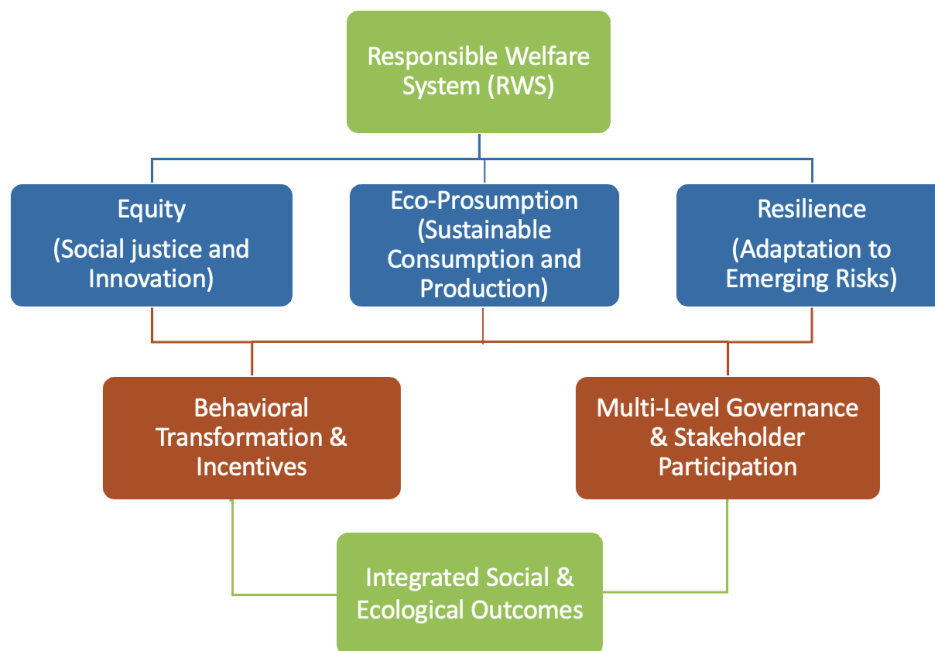 Responsible Welfare
System (RWS)
Equity
(Social justice and
Innovation)
Eco-Prosumption
(Sustainable
Consumption and
Production)
Resilience
(Adaptation to
Emerging Risks)
Behavioral
Transformation &
Incentives
Multi-Level Governance
& Stakeholder
Participation
Integrated Social &
Ecological Outcomes